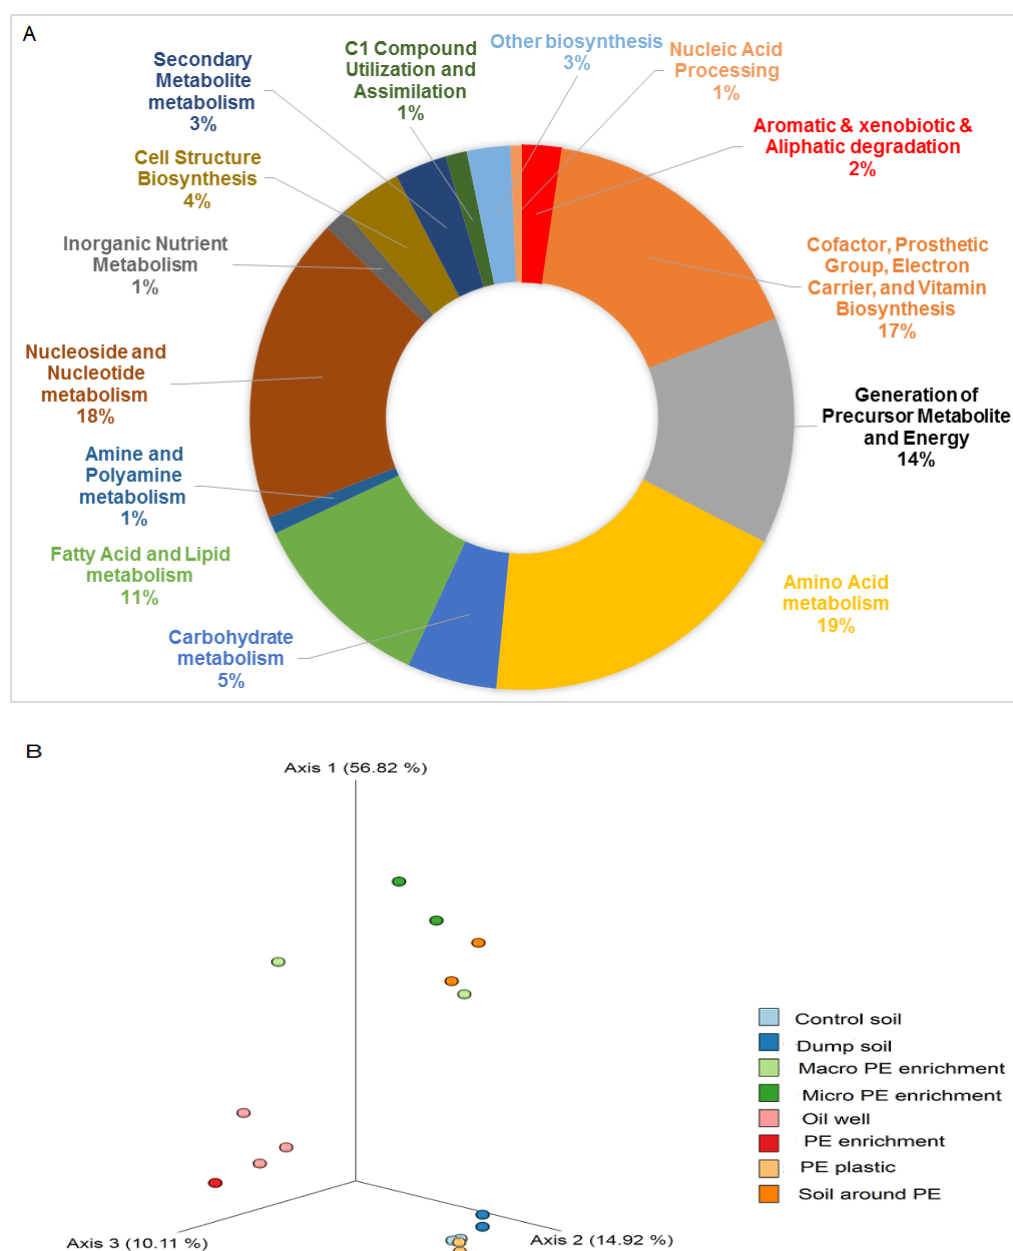 A
Secondary
Metabolite
metabolism
3%
C1 Compound
Utilization and
Assimilation
1%
Other biosynthesis
3%
Nucleic Acid
Processing
1%
Aromatic & xenobiotic &
Aliphatic degradation
2%
Cell Structure
Biosynthesis
4%
Inorganic Nutrient
Metabolism
1%
Cofactor, Prosthetic
Group, Electron
Carrier, and Vitamin
Biosynthesis
17%
Nucleoside and
Nucleotide
metabolism
18%
Generation of
Precursor Metabolite
and Energy
14%
Amine and
Polyamine
metabolism
1%
Fatty Acid and Lipid
metabolism
11%
Amino Acid
metabolism
19%
Carbohydrate
metabolism
5%
B
Axis 1 (56.82 %)
Control soil
Dump soil
Macro PE enrichment
Micro PE enrichment
Oil well
PE enrichment
PE plastic
Soil around PE
Axis 3 (10.11 %)
Axis 2 (14.92 %)